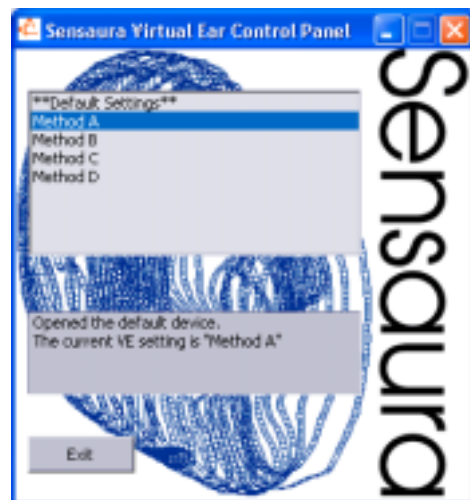 Sensaura Virtual Ear Control Panel
**Default Settings**
Method A
Method B
Method C
Method D
Opened the default device.
The current VE setting is "Method A"
Exit
Sensaura